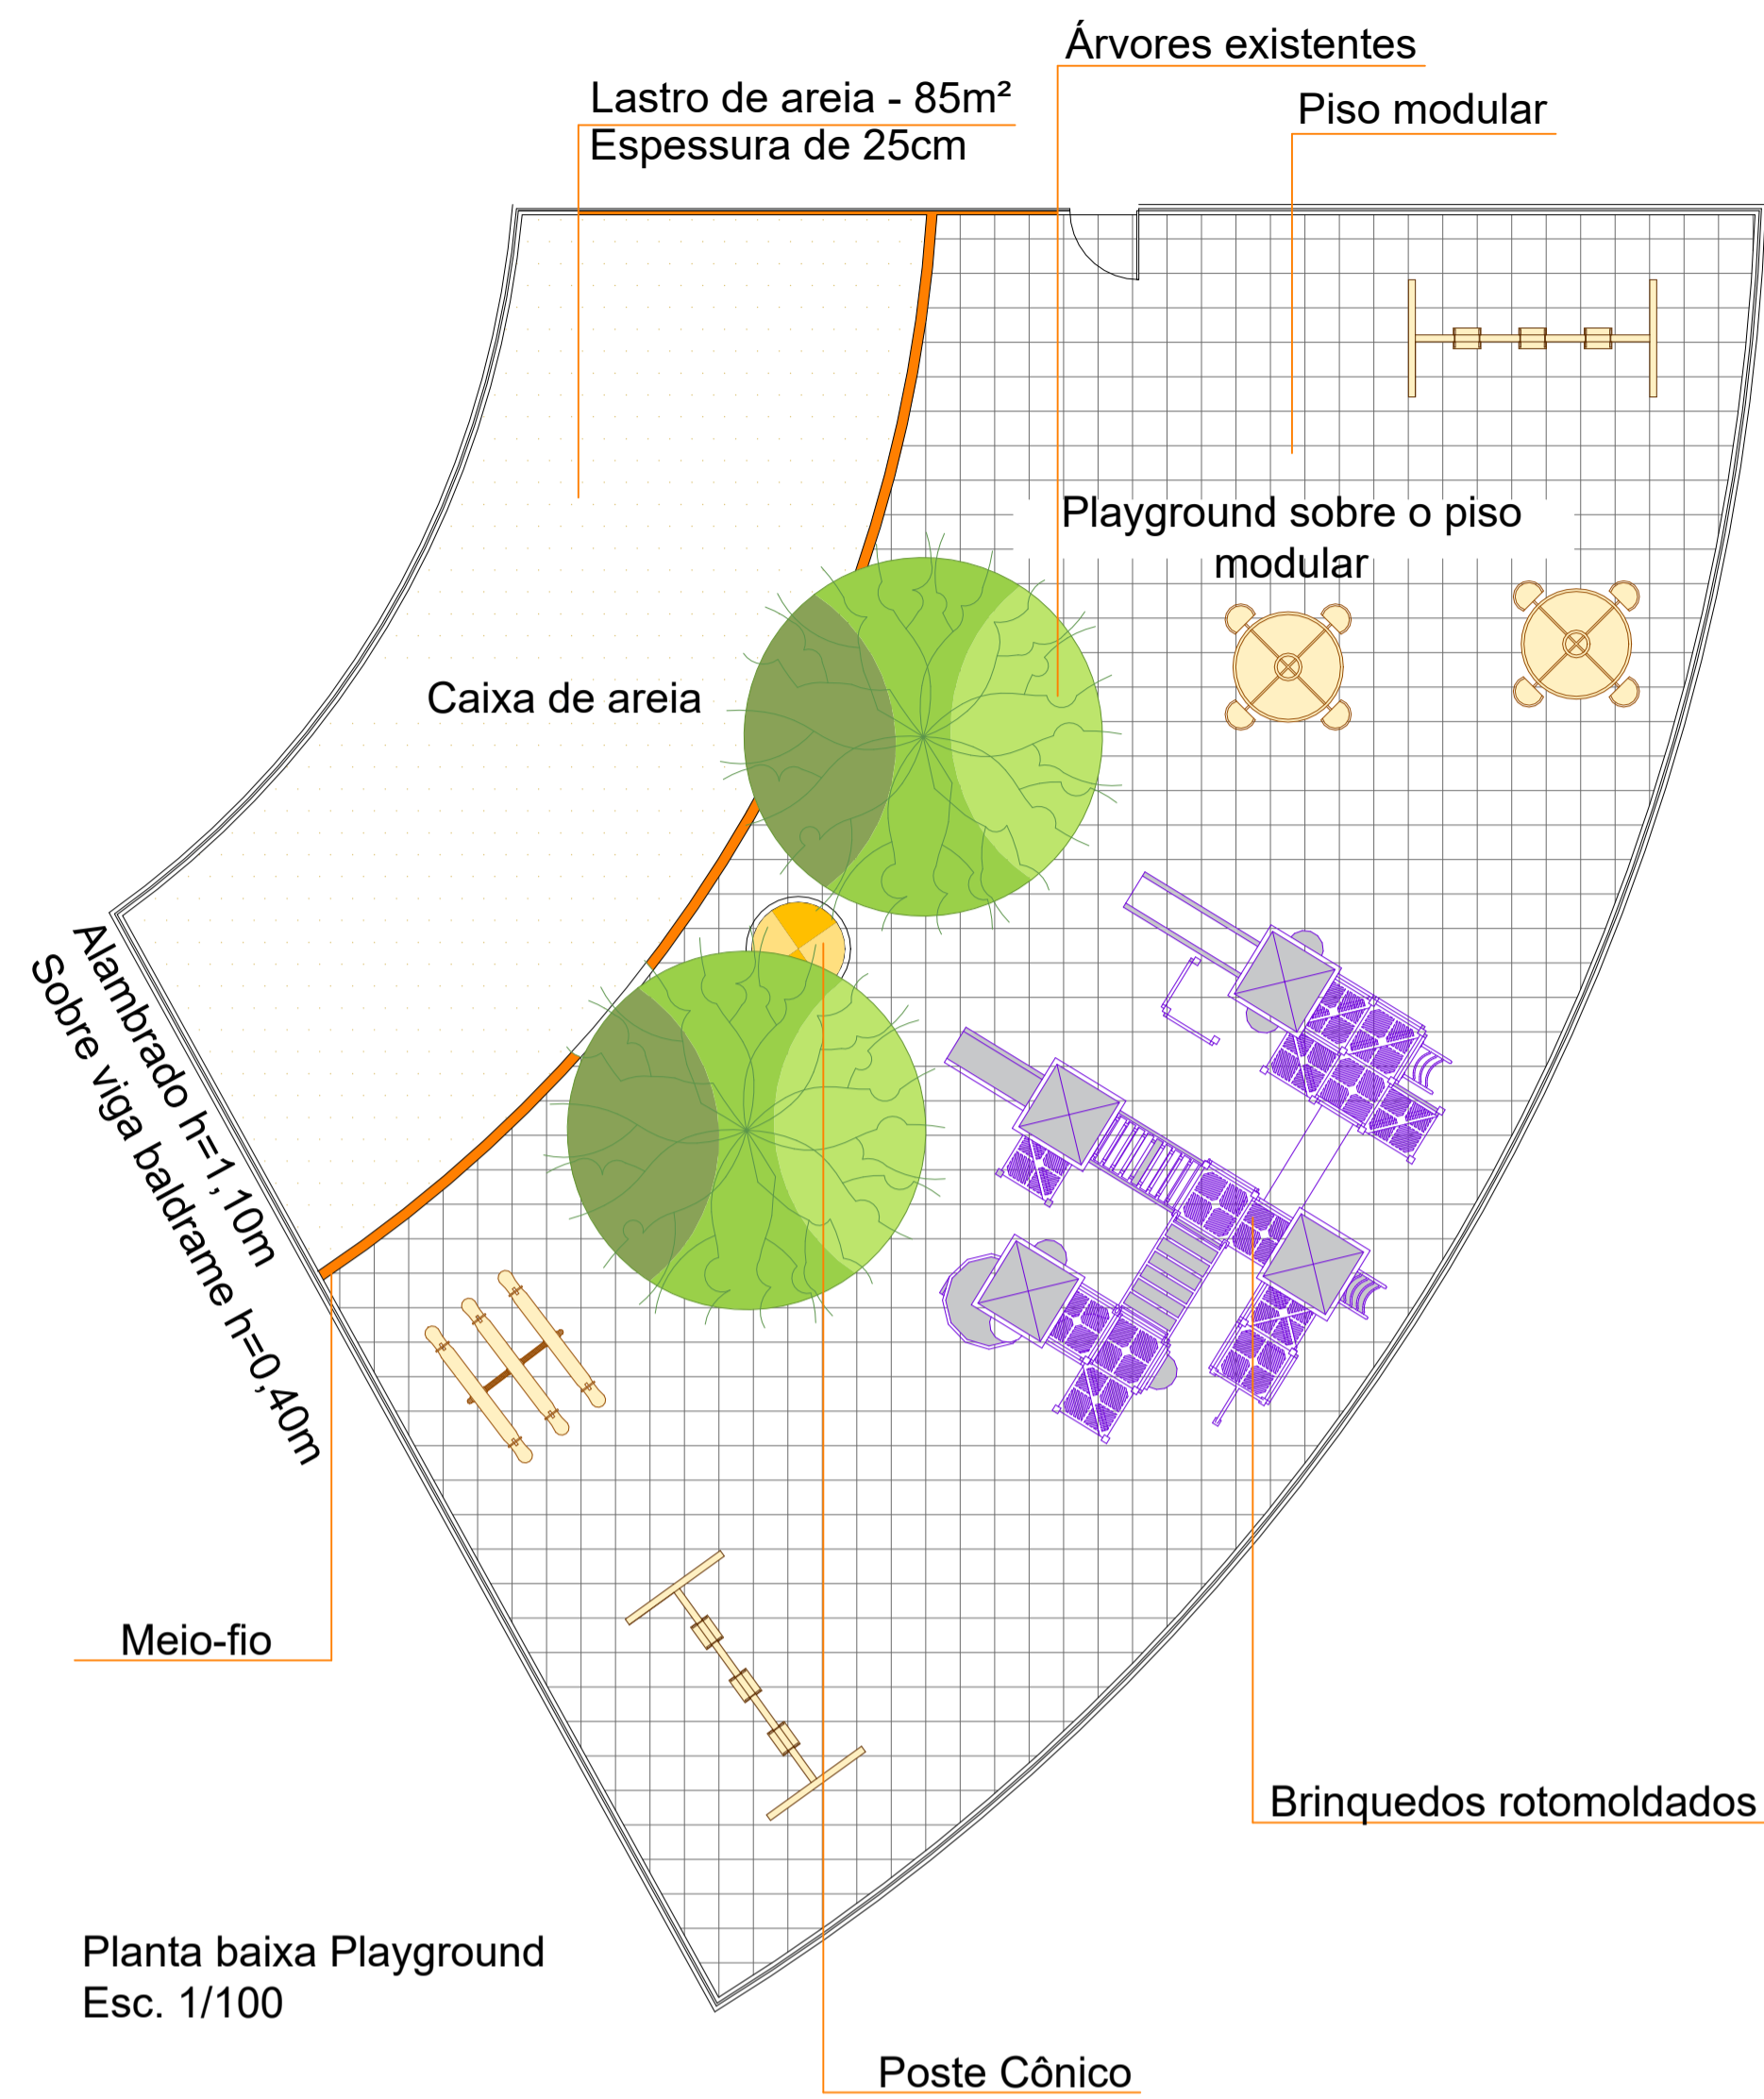 Árvores existentes
Lastro de areia - 85m²
Espessura de 25cm
Piso modular
Playground sobre o piso
modular
Caixa de areia
Alambrado h=1,10m
Sobre viga baldrame h=0,40m
Meio-fio
Brinquedos rotomoldados
Planta baixa Playground
Esc. 1/100
Poste Cônico